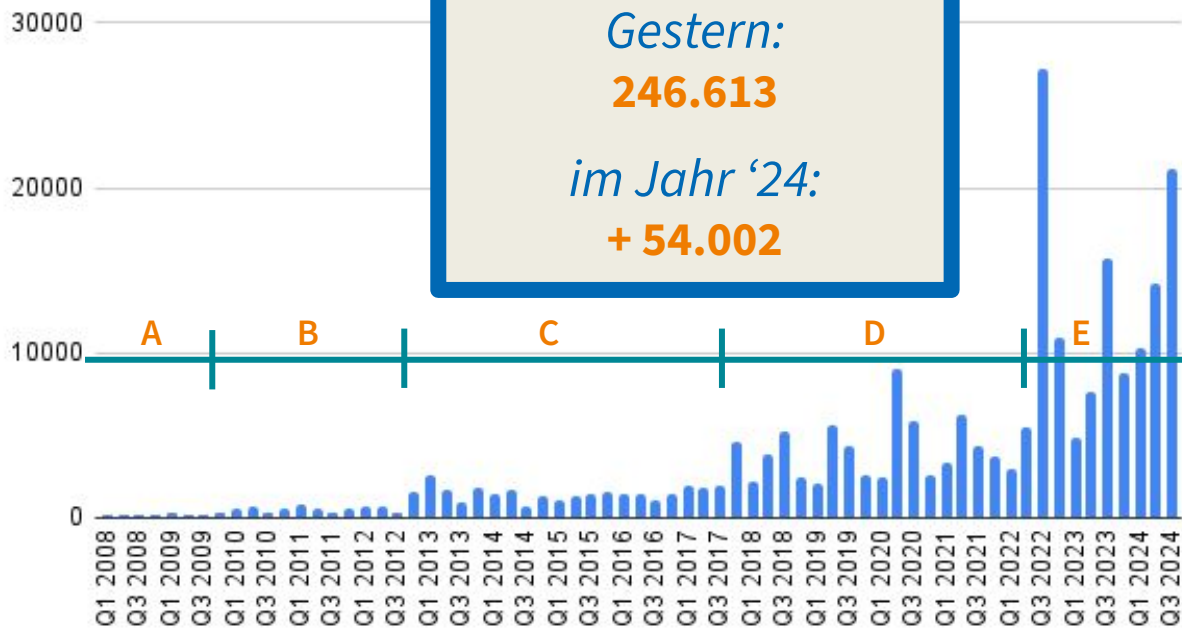 30000
20000
10000
0
Gestern:
246.613
im Jahr ‘24:
+ 54.002
A B C D E
Q1 2008
Q3 2008
Q1 2009
Q3 2009
Q1 2010
Q3 2010
Q1 2011
Q3 2011
Q1 2012
Q3 2012
Q1 2013
Q3 2013
Q1 2014
Q3 2014
Q1 2015
Q3 2015
Q1 2016
Q3 2016
Q1 2017
Q3 2017
Q1 2018
Q3 2018
Q1 2019
Q3 2019
Q1 2020
Q3 2020
Q1 2021
Q3 2021
Q1 2022
Q3 2022
Q1 2023
Q3 2023
Q1 2024
Q3 2024